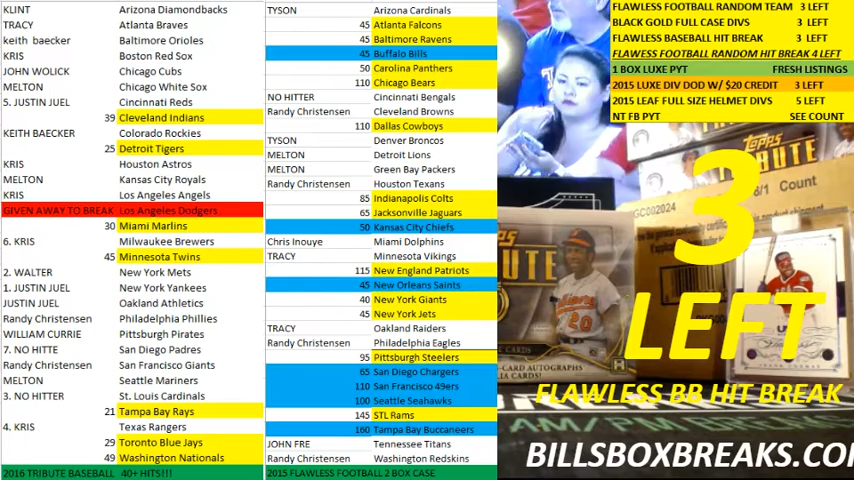 KLINT Arizona Diamondbacks
TRACY Atlanta Braves
keith baecker Baltimore Orioles
KRIS Boston Red Sox
JOHN WOLICK Chicago Cubs
MELTON Chicago White Sox
5. JUSTIN JUEL Cincinnati Reds
39 Cleveland Indians
KEITH BAECKER Colorado Rockies
25 Detroit Tigers
KRIS Houston Astros
MELTON Kansas City Royals
KRIS Los Angeles Angels
GIVEN AWAY TO BREAK Los Angeles Dodgers
30 Miami Marlins
6. KRIS Milwaukee Brewers
45 Minnesota Twins
2. WALTER New York Mets
1. JUSTIN JUEL New York Yankees
JUSTIN JUEL Oakland Athletics
Randy Christensen Philadelphia Phillies
WILLIAM CURRIE Pittsburgh Pirates
7. NO HITTE San Diego Padres
Randy Christensen San Francisco Giants
MELTON Seattle Mariners
3. NO HITTER St. Louis Cardinals
21 Tampa Bay Rays
4. KRIS Texas Rangers
29 Toronto Blue Jays
49 Washington Nationals
2016 TRIBUTE BASEBALL 40+ HITS!!!
TYSON Arizona Cardinals
45 Atlanta Falcons
45 Baltimore Ravens
45 Buffalo Bills
50 Carolina Panthers
110 Chicago Bears
NO HITTER Cincinnati Bengals
Randy Christensen Cleveland Browns
110 Dallas Cowboys
TYSON Denver Broncos
MELTON Detroit Lions
MELTON Green Bay Packers
Randy Christensen Houston Texans
85 Indianapolis Colts
65 Jacksonville Jaguars
50 Kansas City Chiefs
Chris Inouye Miami Dolphins
TRACY Minnesota Vikings
115 New England Patriots
45 New Orleans Saints
40 New York Giants
45 New York Jets
TRACY Oakland Raiders
Randy Christensen Philadelphia Eagles
95 Pittsburgh Steelers
65 San Diego Chargers
110 San Francisco 49ers
100 Seattle Seahawks
145 STL Rams
160 Tampa Bay Buccaneers
JOHN FRE Tennessee Titans
Randy Christensen Washington Redskins
2015 FLAWLESS FOOTBALL 2 BOX CASE
FLAWLESS FOOTBALL RANDOM TEAM 3 LEFT
BLACK GOLD FULL CASE DIVS 3 LEFT
FLAWLESS BASEBALL HIT BREAK 3 LEFT
FLAWLESS FOOTBALL RANDOM HIT BREAK 4 LEFT
1 BOX LUXE PYT FRESH LISTINGS
2015 LUXE DIV DOD W/ $20 CREDIT 3 LEFT
2015 LEAF FULL SIZE HELMET DIVS 5 LEFT
NT FB PYT SEE COUNT
3
LEFT
FLAWLESS BB HIT BREAK
BILLSBOXBREAKS.CO